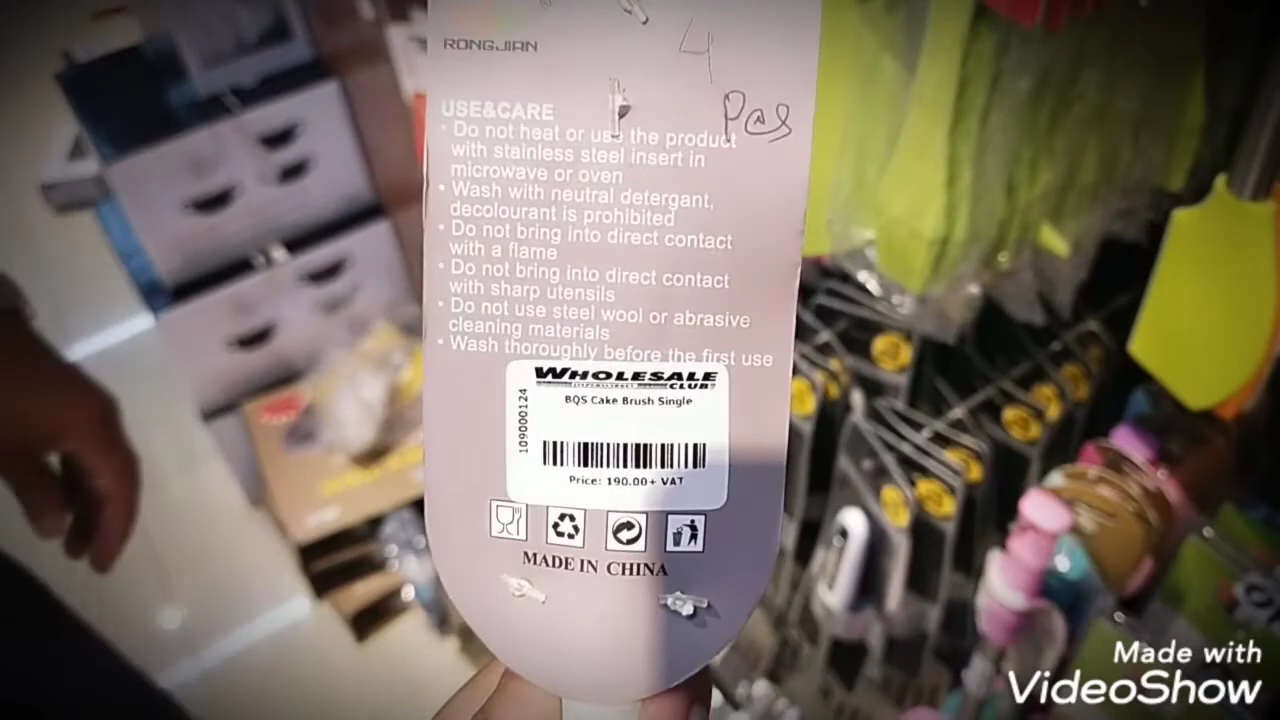 RONGJIAN
4
Pcs
USE&CARE
• Do not heat or use the product
with stainless steel insert in
microwave or oven
• Wash with neutral detergant,
decolourant is prohibited
• Do not bring into direct contact
with a flame
• Do not bring into direct contact
with sharp utensils
• Do not use steel wool or abrasive
cleaning materials
• Wash thoroughly before the first use
WHOLESALE
CLUB
BQS Cake Brush Single
109000124
Price: 190.00+ VAT
MADE IN CHINA
Made with
VideoShow